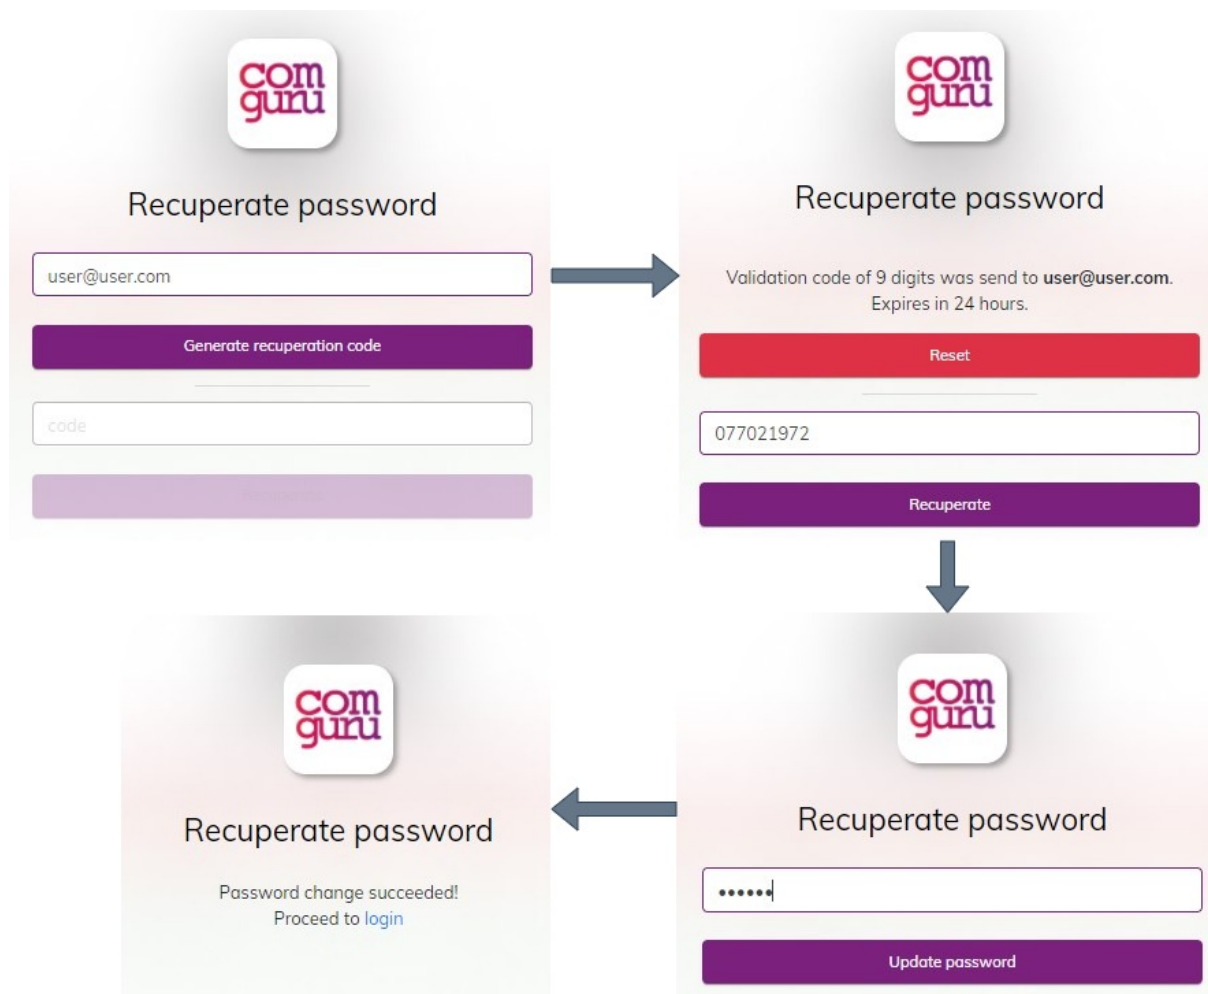 com
guru
Recuperate password
user@user.com
Generate recuperation code
code
com
guru
Recuperate password
Validation code of 9 digits was send to user@user.com.
Expires in 24 hours.
Reset
077021972
Recuperate
com
guru
Recuperate password
••••••
Update password
com
guru
Recuperate password
Password change succeeded!
Proceed to login